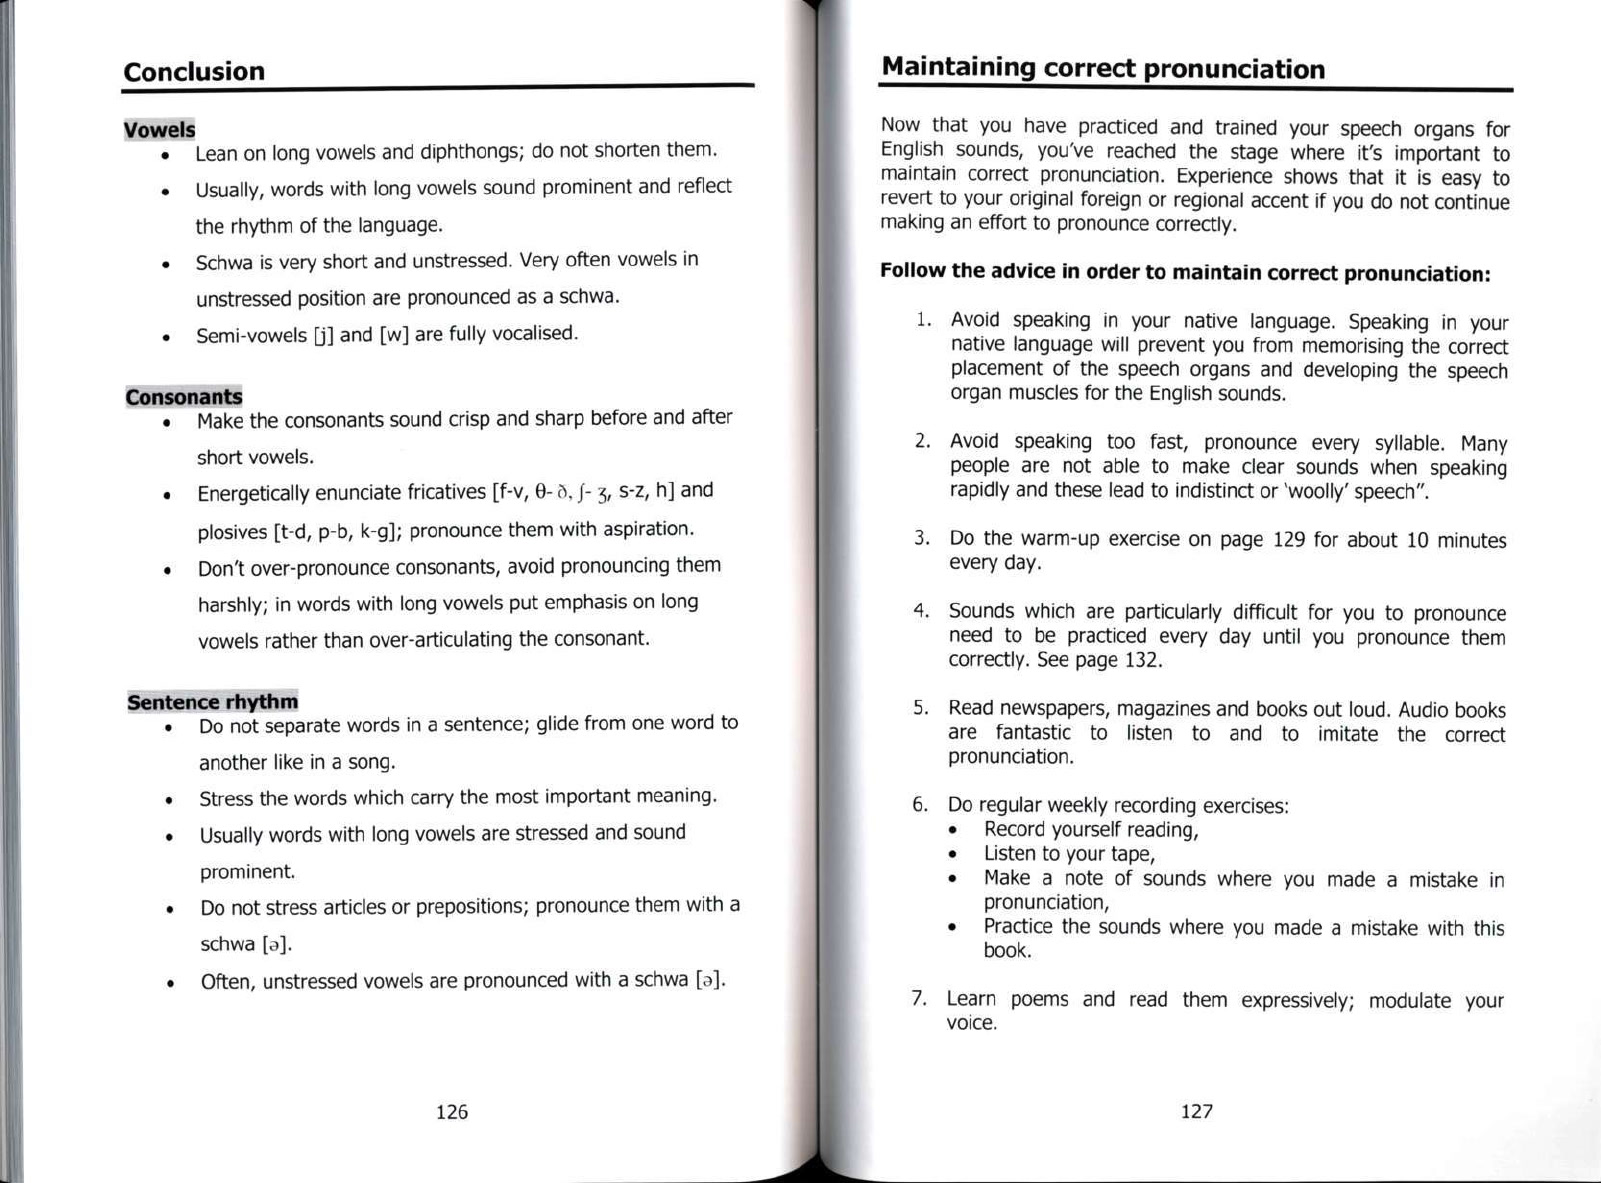 Conclusion
Vowels
• Lean on long vowels and diphthongs; do not shorten them.
• Usually, words with long vowels sound prominent and reflect
the rhythm of the language.
• Schwa is very short and unstressed. Very often vowels in
unstressed position are pronounced as a schwa.
• Semi-vowels [j] and [w] are fully vocalised.
Consonants
• Make the consonants sound crisp and sharp before and after
short vowels.
• Energetically enunciate fricatives [f-v, θ- ð, ʃ- ʒ, s-z, h] and
plosives [t-d, p-b, k-g]; pronounce them with aspiration.
• Don't over-pronounce consonants, avoid pronouncing them
harshly; in words with long vowels put emphasis on long
vowels rather than over-articulating the consonant.
Sentence rhythm
• Do not separate words in a sentence; glide from one word to
another like in a song.
• Stress the words which carry the most important meaning.
• Usually words with long vowels are stressed and sound
prominent.
• Do not stress articles or prepositions; pronounce them with a
schwa [ə].
• Often, unstressed vowels are pronounced with a schwa [ə].
126
Maintaining correct pronunciation
Now that you have practiced and trained your speech organs for
English sounds, you've reached the stage where it's important to
maintain correct pronunciation. Experience shows that it is easy to
revert to your original foreign or regional accent if you do not continue
making an effort to pronounce correctly.
Follow the advice in order to maintain correct pronunciation:
1. Avoid speaking in your native language. Speaking in your
native language will prevent you from memorising the correct
placement of the speech organs and developing the speech
organ muscles for the English sounds.
2. Avoid speaking too fast, pronounce every syllable. Many
people are not able to make clear sounds when speaking
rapidly and these lead to indistinct or 'woolly' speech".
3. Do the warm-up exercise on page 129 for about 10 minutes
every day.
4. Sounds which are particularly difficult for you to pronounce
need to be practiced every day until you pronounce them
correctly. See page 132.
5. Read newspapers, magazines and books out loud. Audio books
are fantastic to listen to and to imitate the correct
pronunciation.
6. Do regular weekly recording exercises:
• Record yourself reading,
• Listen to your tape,
• Make a note of sounds where you made a mistake in
pronunciation,
• Practice the sounds where you made a mistake with this
book.
7. Learn poems and read them expressively; modulate your
voice.
127